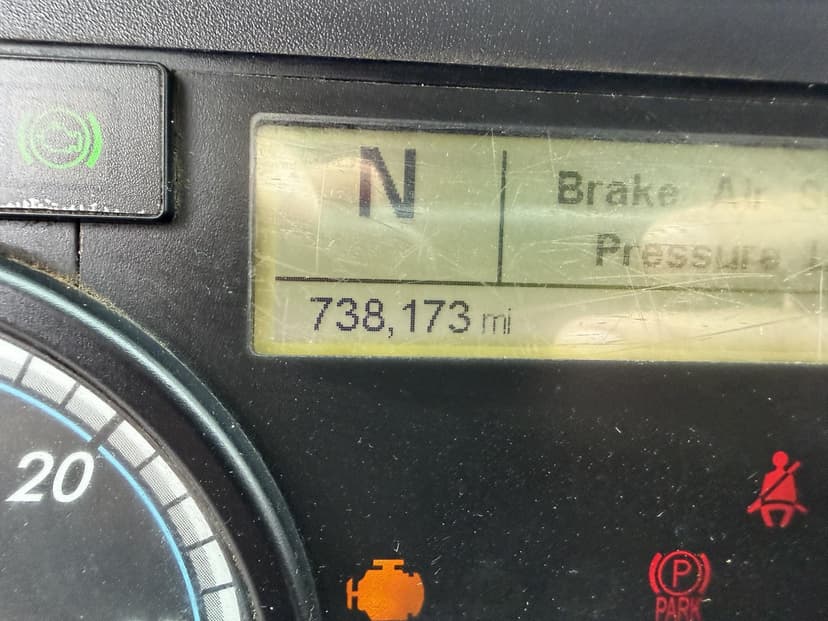 N
Brake Air
Pressure
738,173 mi
20
P
PARK